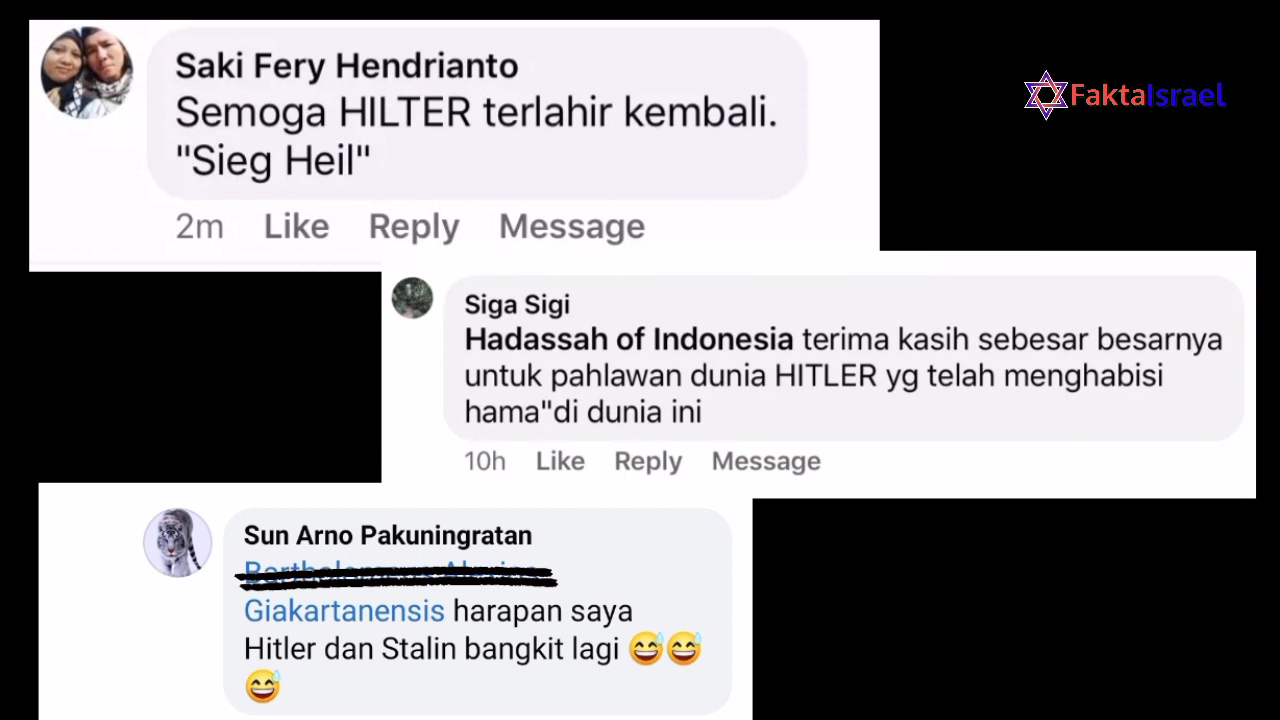 Saki Fery Hendrianto
Semoga HILTER terlahir kembali.
"Sieg Heil"
2m Like Reply Message
FaktaIsrael
Siga Sigi
Hadassah of Indonesia terima kasih sebesar besarnya
untuk pahlawan dunia HITLER yg telah menghabisi
hama"di dunia ini
10h Like Reply Message
Sun Arno Pakuningratan
Giakartanensis harapan saya
Hitler dan Stalin bangkit lagi 😅😅
😅